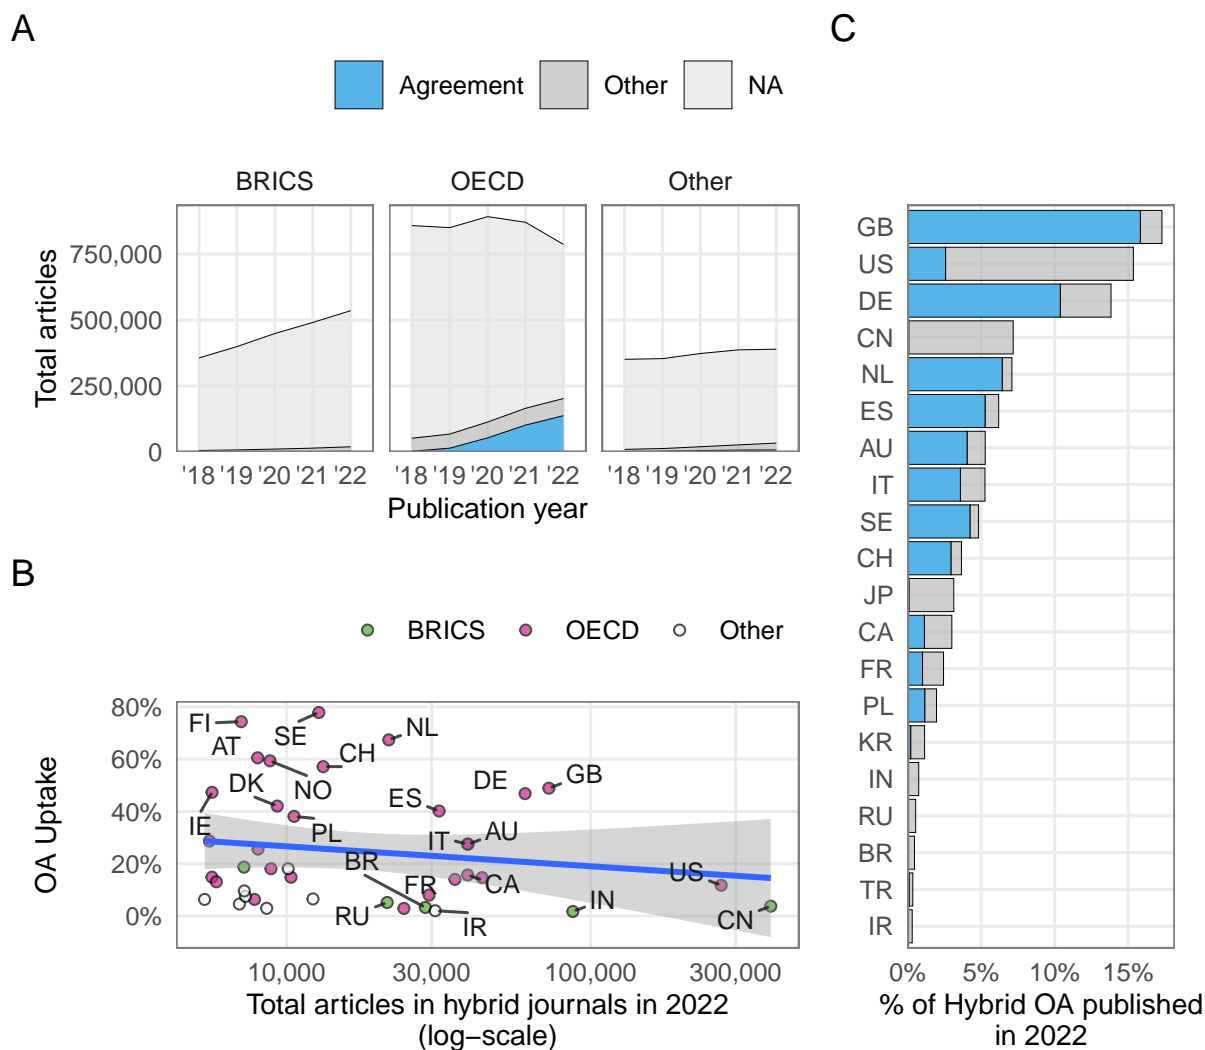 A
Agreement Other NA
BRICS OECD Other
Total articles
750,000
500,000
250,000
0
'18 '19 '20 '21 '22 '18 '19 '20 '21 '22 '18 '19 '20 '21 '22
Publication year
B
BRICS OECD Other
OA Uptake
80%
60%
40%
20%
0%
FI
SE
NL
AT
CH
NO
DK
DE
GB
ES
IE
PL
IT
AU
BR
FR
CA
US
RU
IR
IN
CN
10,000 30,000 100,000 300,000
Total articles in hybrid journals in 2022
(log−scale)
C
GB
US
DE
CN
NL
ES
AU
IT
SE
CH
JP
CA
FR
PL
KR
IN
RU
BR
TR
IR
0% 5% 10% 15%
% of Hybrid OA published
in 2022